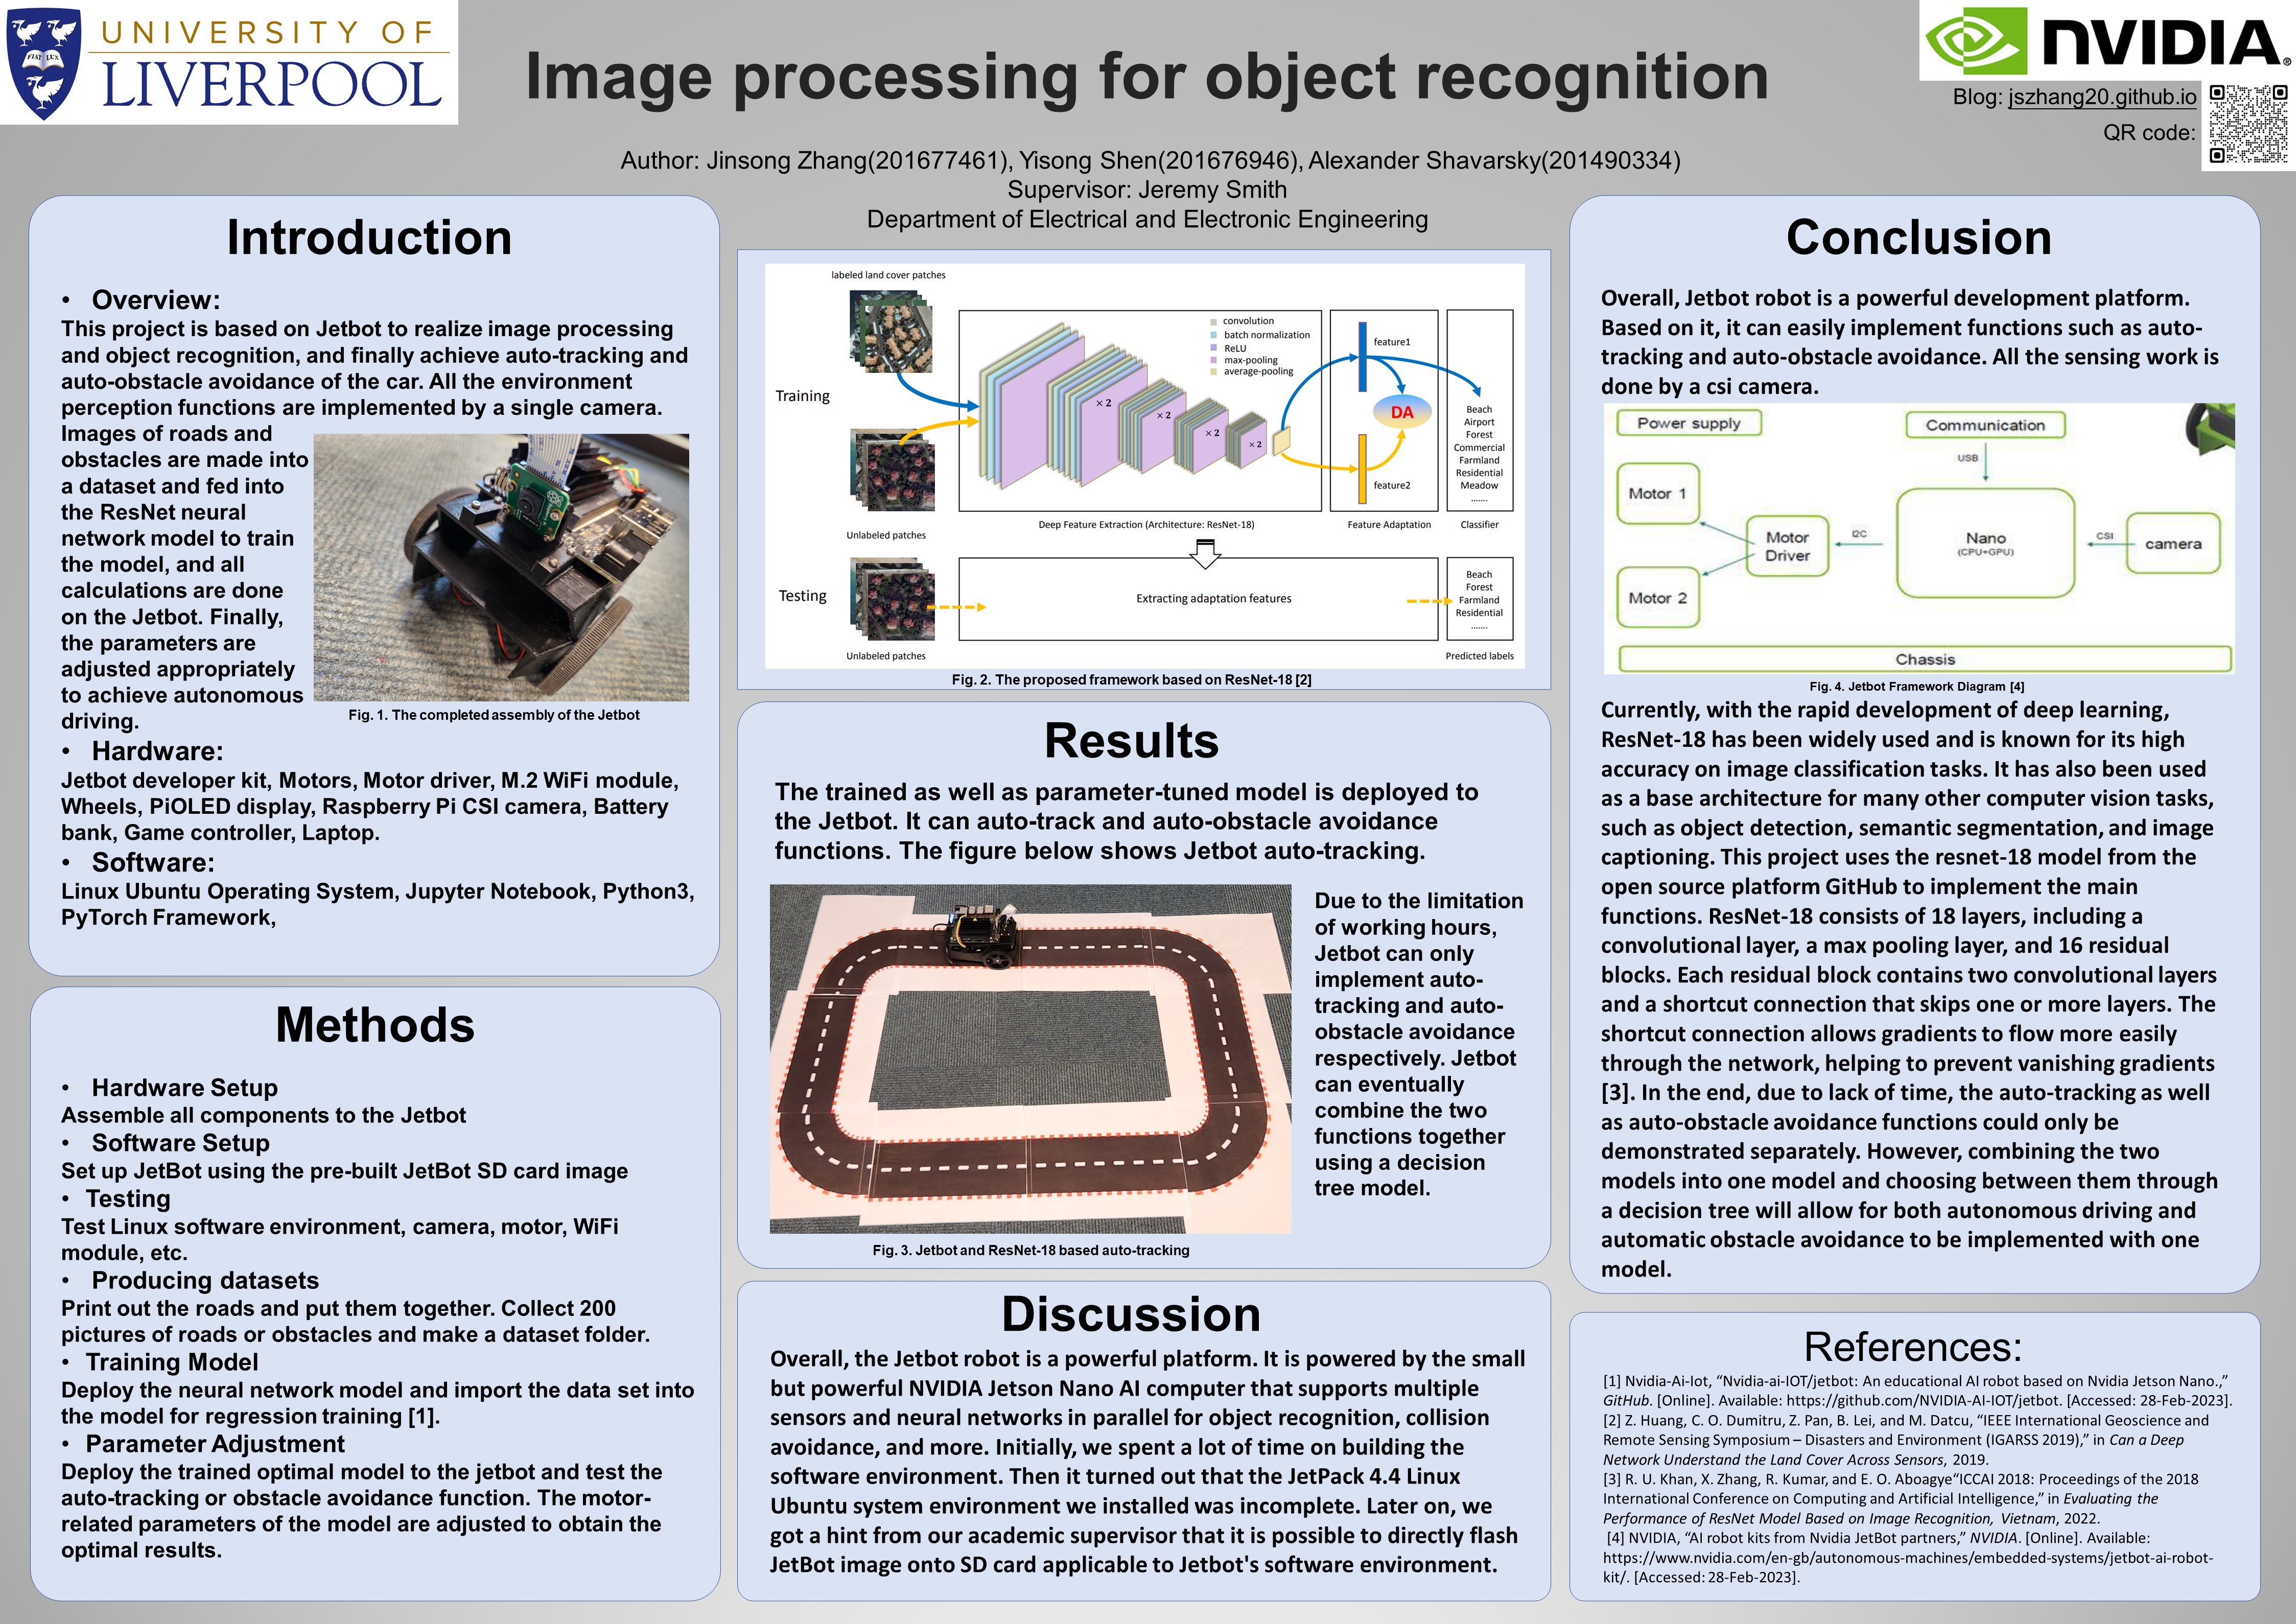 UNIVERSITY OF
LIVERPOOL
FIAT LUX
Image processing for object recognition
NVIDIA®
Blog: jszhang20.github.io
QR code:
Author: Jinsong Zhang(201677461), Yisong Shen(201676946), Alexander Shavarsky(201490334)
Supervisor: Jeremy Smith
Department of Electrical and Electronic Engineering
Introduction
• Overview:
This project is based on Jetbot to realize image processing
and object recognition, and finally achieve auto-tracking and
auto-obstacle avoidance of the car. All the environment
perception functions are implemented by a single camera.
Images of roads and
obstacles are made into
a dataset and fed into
the ResNet neural
network model to train
the model, and all
calculations are done
on the Jetbot. Finally,
the parameters are
adjusted appropriately
to achieve autonomous
driving.
Fig. 1. The completed assembly of the Jetbot
• Hardware:
Jetbot developer kit, Motors, Motor driver, M.2 WiFi module,
Wheels, PiOLED display, Raspberry Pi CSI camera, Battery
bank, Game controller, Laptop.
• Software:
Linux Ubuntu Operating System, Jupyter Notebook, Python3,
PyTorch Framework,
Methods
• Hardware Setup
Assemble all components to the Jetbot
• Software Setup
Set up JetBot using the pre-built JetBot SD card image
• Testing
Test Linux software environment, camera, motor, WiFi
module, etc.
• Producing datasets
Print out the roads and put them together. Collect 200
pictures of roads or obstacles and make a dataset folder.
• Training Model
Deploy the neural network model and import the data set into
the model for regression training [1].
• Parameter Adjustment
Deploy the trained optimal model to the jetbot and test the
auto-tracking or obstacle avoidance function. The motor-
related parameters of the model are adjusted to obtain the
optimal results.
labeled land cover patches
Training
Unlabeled patches
convolution
batch normalization
ReLU
max-pooling
average-pooling
× 2
× 2
× 2
× 2
Deep Feature Extraction (Architecture: ResNet-18)
feature1
DA
feature2
Feature Adaptation
Beach
Airport
Forest
Commercial
Farmland
Residential
Meadow
.......
Classifier
Testing
Unlabeled patches
Extracting adaptation features
Beach
Forest
Farmland
Residential
.......
Predicted labels
Fig. 2. The proposed framework based on ResNet-18 [2]
Results
The trained as well as parameter-tuned model is deployed to
the Jetbot. It can auto-track and auto-obstacle avoidance
functions. The figure below shows Jetbot auto-tracking.
Due to the limitation
of working hours,
Jetbot can only
implement auto-
tracking and auto-
obstacle avoidance
respectively. Jetbot
can eventually
combine the two
functions together
using a decision
tree model.
Fig. 3. Jetbot and ResNet-18 based auto-tracking
Discussion
Overall, the Jetbot robot is a powerful platform. It is powered by the small
but powerful NVIDIA Jetson Nano AI computer that supports multiple
sensors and neural networks in parallel for object recognition, collision
avoidance, and more. Initially, we spent a lot of time on building the
software environment. Then it turned out that the JetPack 4.4 Linux
Ubuntu system environment we installed was incomplete. Later on, we
got a hint from our academic supervisor that it is possible to directly flash
JetBot image onto SD card applicable to Jetbot's software environment.
Conclusion
Overall, Jetbot robot is a powerful development platform.
Based on it, it can easily implement functions such as auto-
tracking and auto-obstacle avoidance. All the sensing work is
done by a csi camera.
Power supply
Communication
USB
Motor 1
Motor
Driver
I2C
Nano
(CPU+GPU)
CSI
camera
Motor 2
Chassis
Fig. 4. Jetbot Framework Diagram [4]
Currently, with the rapid development of deep learning,
ResNet-18 has been widely used and is known for its high
accuracy on image classification tasks. It has also been used
as a base architecture for many other computer vision tasks,
such as object detection, semantic segmentation, and image
captioning. This project uses the resnet-18 model from the
open source platform GitHub to implement the main
functions. ResNet-18 consists of 18 layers, including a
convolutional layer, a max pooling layer, and 16 residual
blocks. Each residual block contains two convolutional layers
and a shortcut connection that skips one or more layers. The
shortcut connection allows gradients to flow more easily
through the network, helping to prevent vanishing gradients
[3]. In the end, due to lack of time, the auto-tracking as well
as auto-obstacle avoidance functions could only be
demonstrated separately. However, combining the two
models into one model and choosing between them through
a decision tree will allow for both autonomous driving and
automatic obstacle avoidance to be implemented with one
model.
References:
[1] Nvidia-Ai-Iot, “Nvidia-ai-IOT/jetbot: An educational AI robot based on Nvidia Jetson Nano.,”
GitHub. [Online]. Available: https://github.com/NVIDIA-AI-IOT/jetbot. [Accessed: 28-Feb-2023].
[2] Z. Huang, C. O. Dumitru, Z. Pan, B. Lei, and M. Datcu, “IEEE International Geoscience and
Remote Sensing Symposium – Disasters and Environment (IGARSS 2019),” in Can a Deep
Network Understand the Land Cover Across Sensors, 2019.
[3] R. U. Khan, X. Zhang, R. Kumar, and E. O. Aboagye“ICCAI 2018: Proceedings of the 2018
International Conference on Computing and Artificial Intelligence,” in Evaluating the
Performance of ResNet Model Based on Image Recognition, Vietnam, 2022.
[4] NVIDIA, “AI robot kits from Nvidia JetBot partners,” NVIDIA. [Online]. Available:
https://www.nvidia.com/en-gb/autonomous-machines/embedded-systems/jetbot-ai-robot-
kit/. [Accessed: 28-Feb-2023].